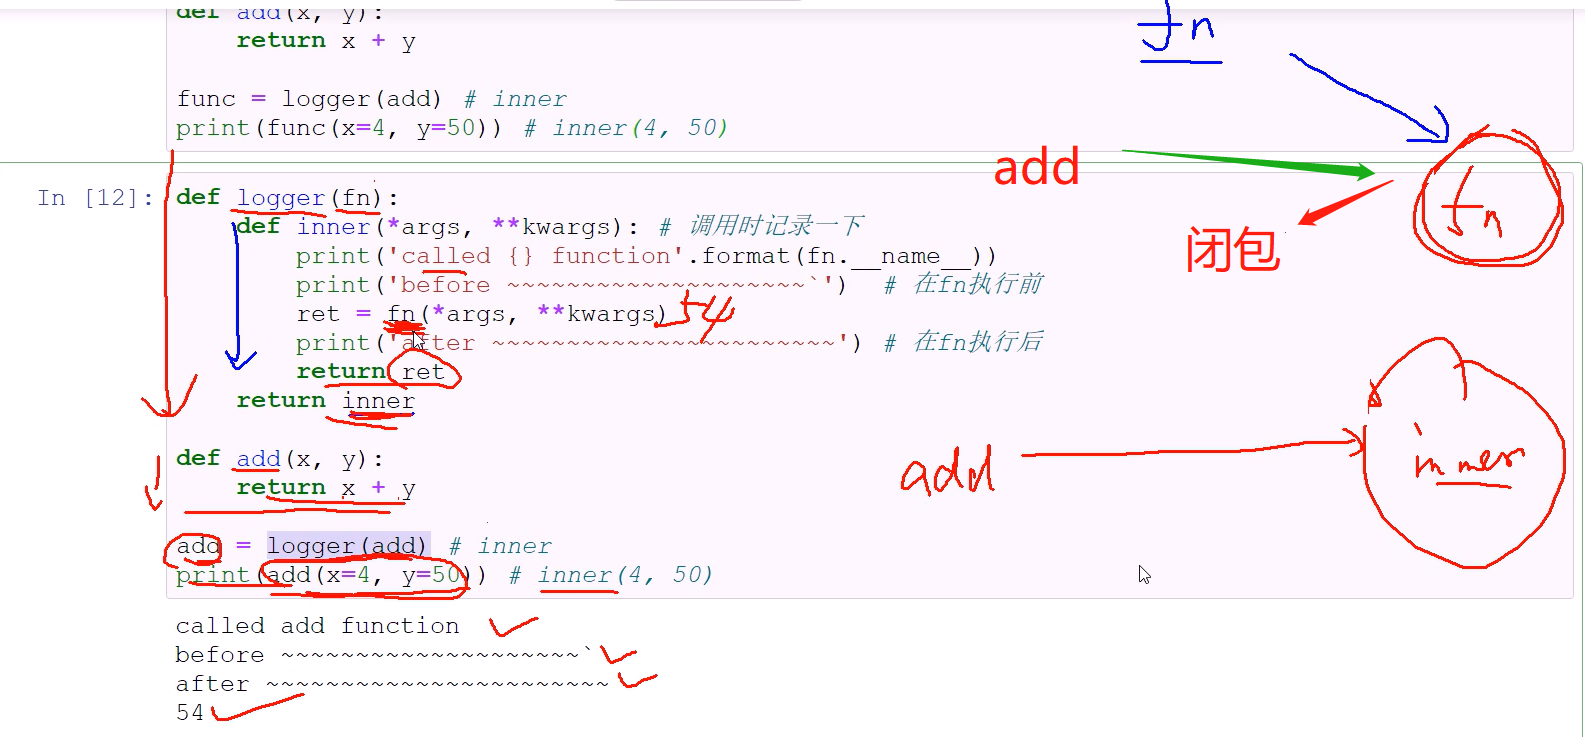 def add(x, y):
    return x + y
fn
func = logger(add) # inner
print(func(x=4, y=50)) # inner(4, 50)
add
闭包
fn
In [12]: def logger(fn):
    def inner(*args, **kwargs): # 调用时记录一下
        print('called {} function'.format(fn.__name__))
        print('before ~~~~~~~~~~~~~~~~~~~~`')  # 在fn执行前
        ret = fn(*args, **kwargs) 54
        print('after ~~~~~~~~~~~~~~~~~~~~~~~') # 在fn执行后
        return ret
    return inner
def add(x, y):
    return x + y
add
inner
add = logger(add) # inner
print(add(x=4, y=50)) # inner(4, 50)
called add function
before ~~~~~~~~~~~~~~~~~~~~`
after ~~~~~~~~~~~~~~~~~~~~~~~
54